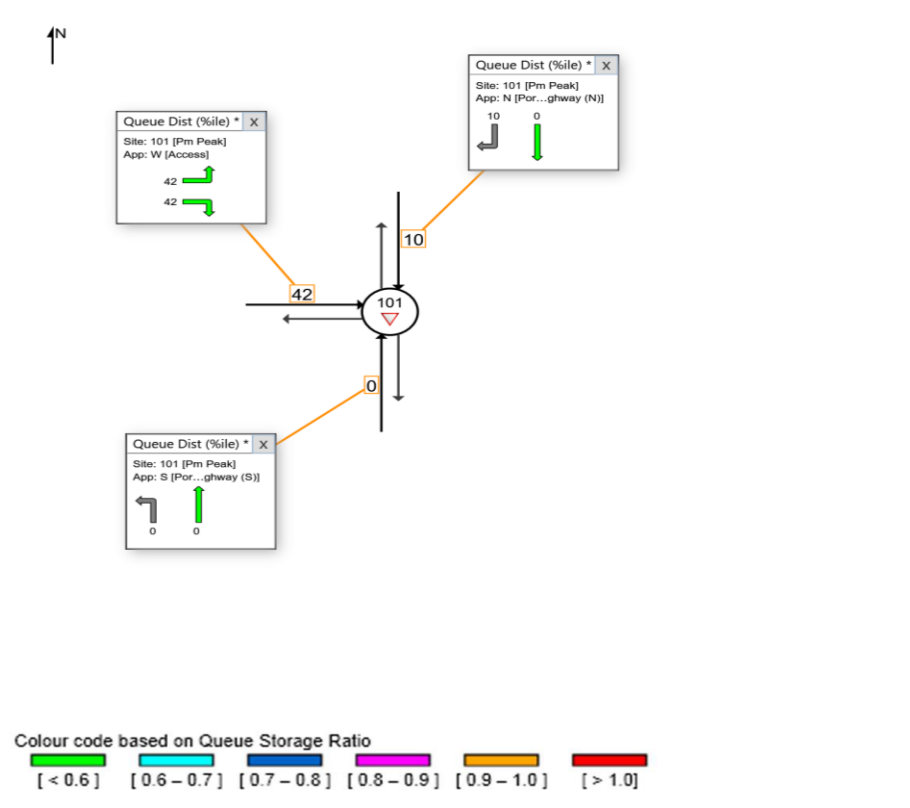 N
Queue Dist (%ile) * X
Site: 101 [Pm Peak]
App: N [Por...ghway (N)]
10 0
Queue Dist (%ile) * X
Site: 101 [Pm Peak]
App: W [Access]
42
42
10
42
101
0
Queue Dist (%ile) * X
Site: 101 [Pm Peak]
App: S [Por...ghway (S)]
0 0
Colour code based on Queue Storage Ratio
[ < 0.6 ] [ 0.6 – 0.7 ] [ 0.7 – 0.8 ] [ 0.8 – 0.9 ] [ 0.9 – 1.0 ] [ > 1.0]